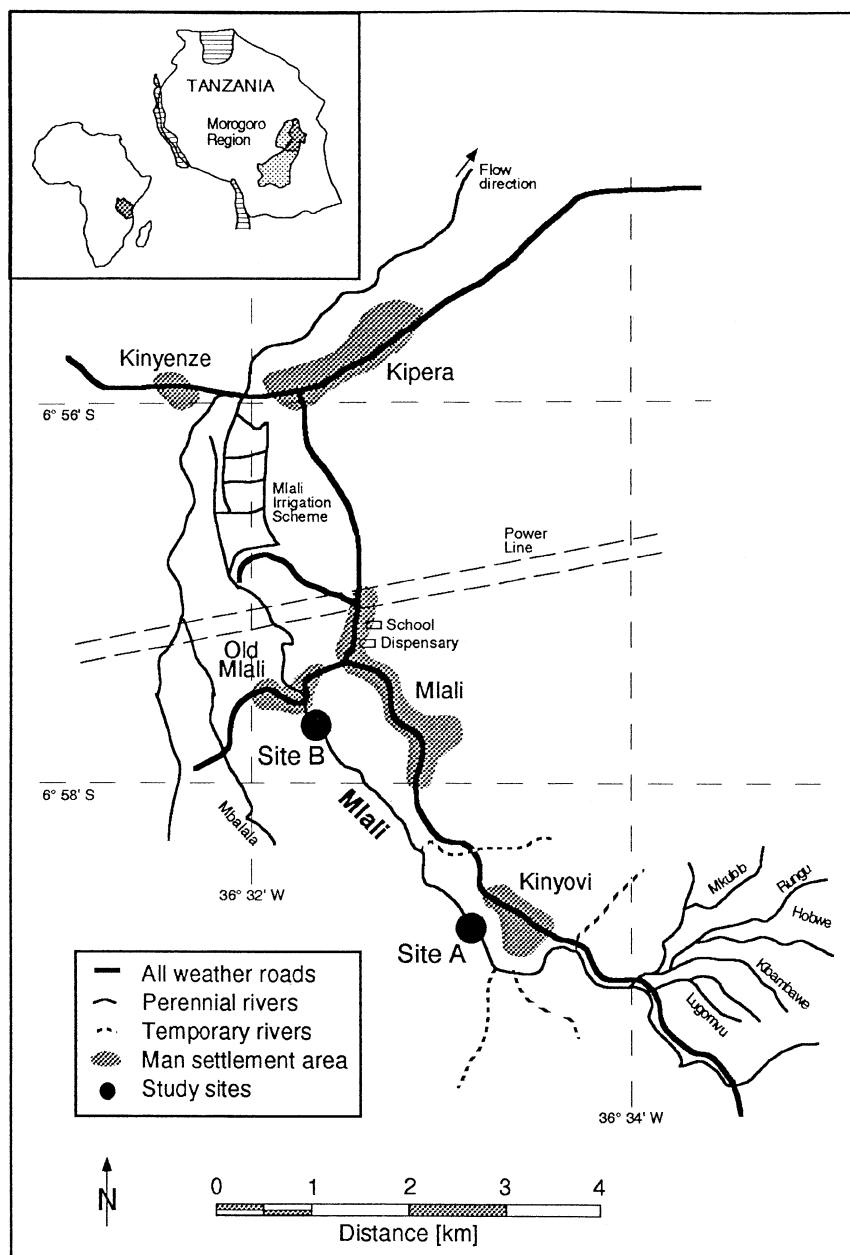 TANZANIA
Morogoro
Region
Flow
direction
Kinyenze
Kipera
6° 56' S
Mlali
Irrigation
Scheme
Power
Line
School
Dispensary
Old
Mlali
Mlali
Site B
6° 58' S
Mlali
Mbalala
36° 32' W
Kinyovi
Mkubb
Rungu
Hobwe
Kibambawe
Lugomvu
Site A
36° 34' W
All weather roads
Perennial rivers
Temporary rivers
Man settlement area
Study sites
N
0 1 2 3 4
Distance [km]